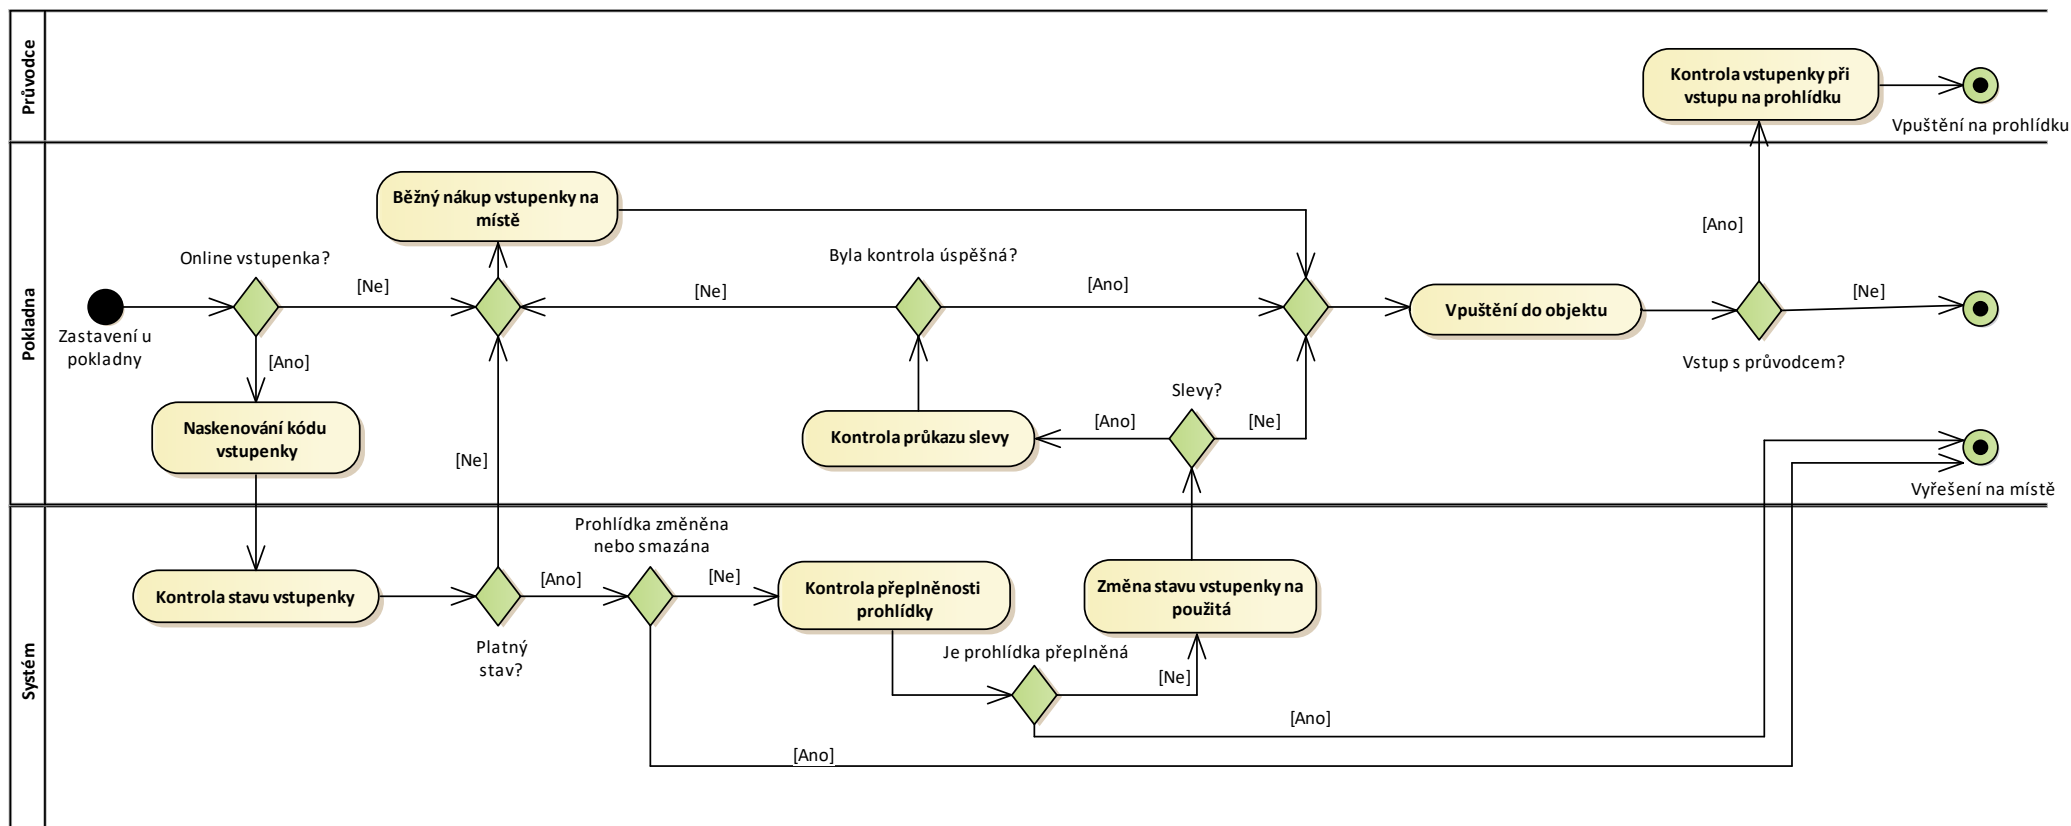 Průvodce
Kontrola vstupenky při
vstupu na prohlídku
Vpuštění na prohlídku
Pokladna
Běžný nákup vstupenky na
místě
[Ano]
Online vstupenka?
Byla kontrola úspěšná?
[Ne]
[Ne]
[Ano]
[Ne]
Zastavení u
pokladny
Vpuštění do objektu
[Ano]
Vstup s průvodcem?
Slevy?
Naskenování kódu
vstupenky
Kontrola průkazu slevy
[Ano]
[Ne]
[Ne]
Vyřešení na místě
Systém
Prohlídka změněna
nebo smazána
Kontrola stavu vstupenky
[Ano]
[Ne]
Kontrola přeplněnosti
prohlídky
Změna stavu vstupenky na
použitá
Platný
stav?
Je prohlídka přeplněná
[Ne]
[Ano]
[Ano]